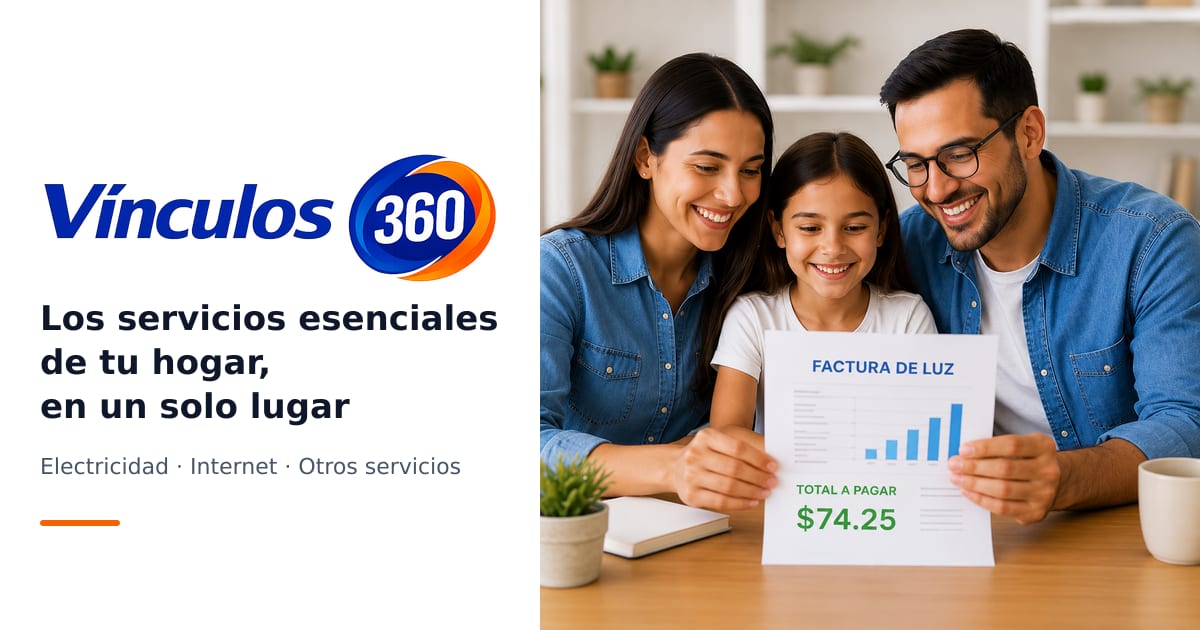 Vínculos 360
Los servicios esenciales
de tu hogar,
en un solo lugar
Electricidad · Internet · Otros servicios
FACTURA DE LUZ
TOTAL A PAGAR
$74.25